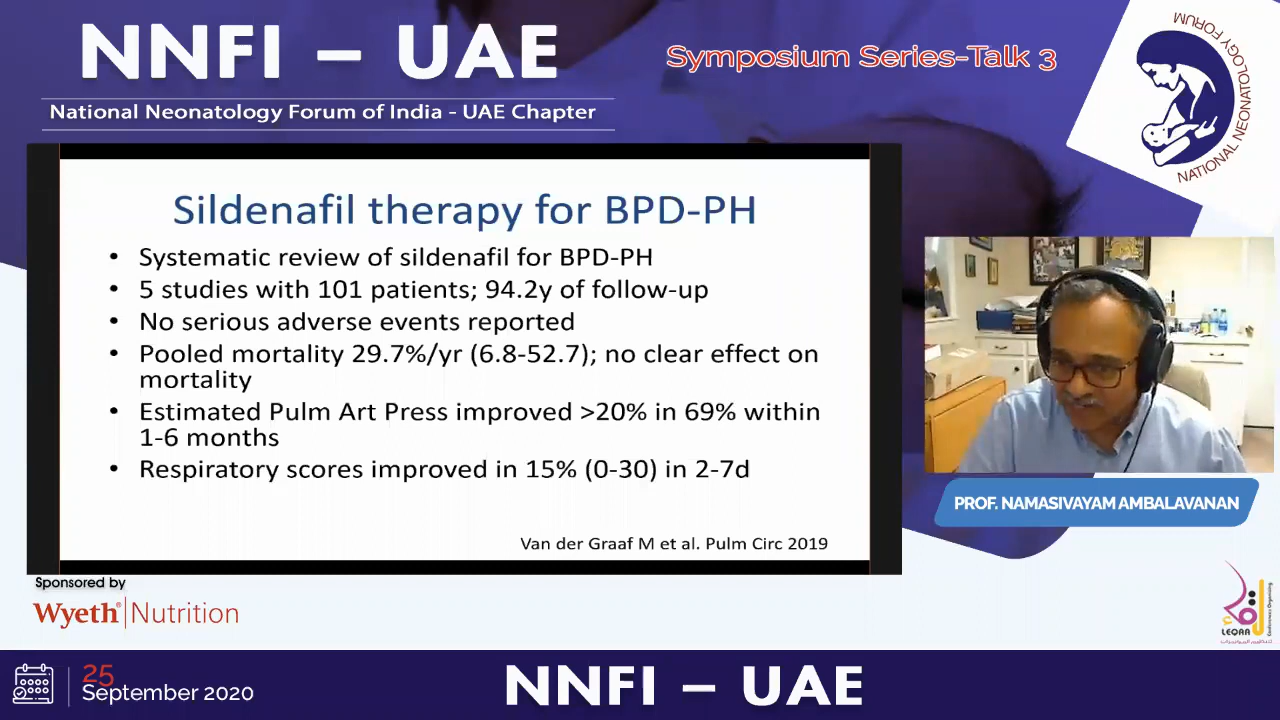 NNFI – UAE
National Neonatology Forum of India - UAE Chapter
Symposium Series-Talk 3
NATIONAL NEONATOLOGY FORUM
Sildenafil therapy for BPD-PH
• Systematic review of sildenafil for BPD-PH
• 5 studies with 101 patients; 94.2y of follow-up
• No serious adverse events reported
• Pooled mortality 29.7%/yr (6.8-52.7); no clear effect on
mortality
• Estimated Pulm Art Press improved >20% in 69% within
1-6 months
• Respiratory scores improved in 15% (0-30) in 2-7d
Van der Graaf M et al. Pulm Circ 2019
PROF. NAMASIVAYAM AMBALAVANAN
Sponsored by
Wyeth® Nutrition
LEQAA
Conferences Organising
25
September 2020
NNFI – UAE